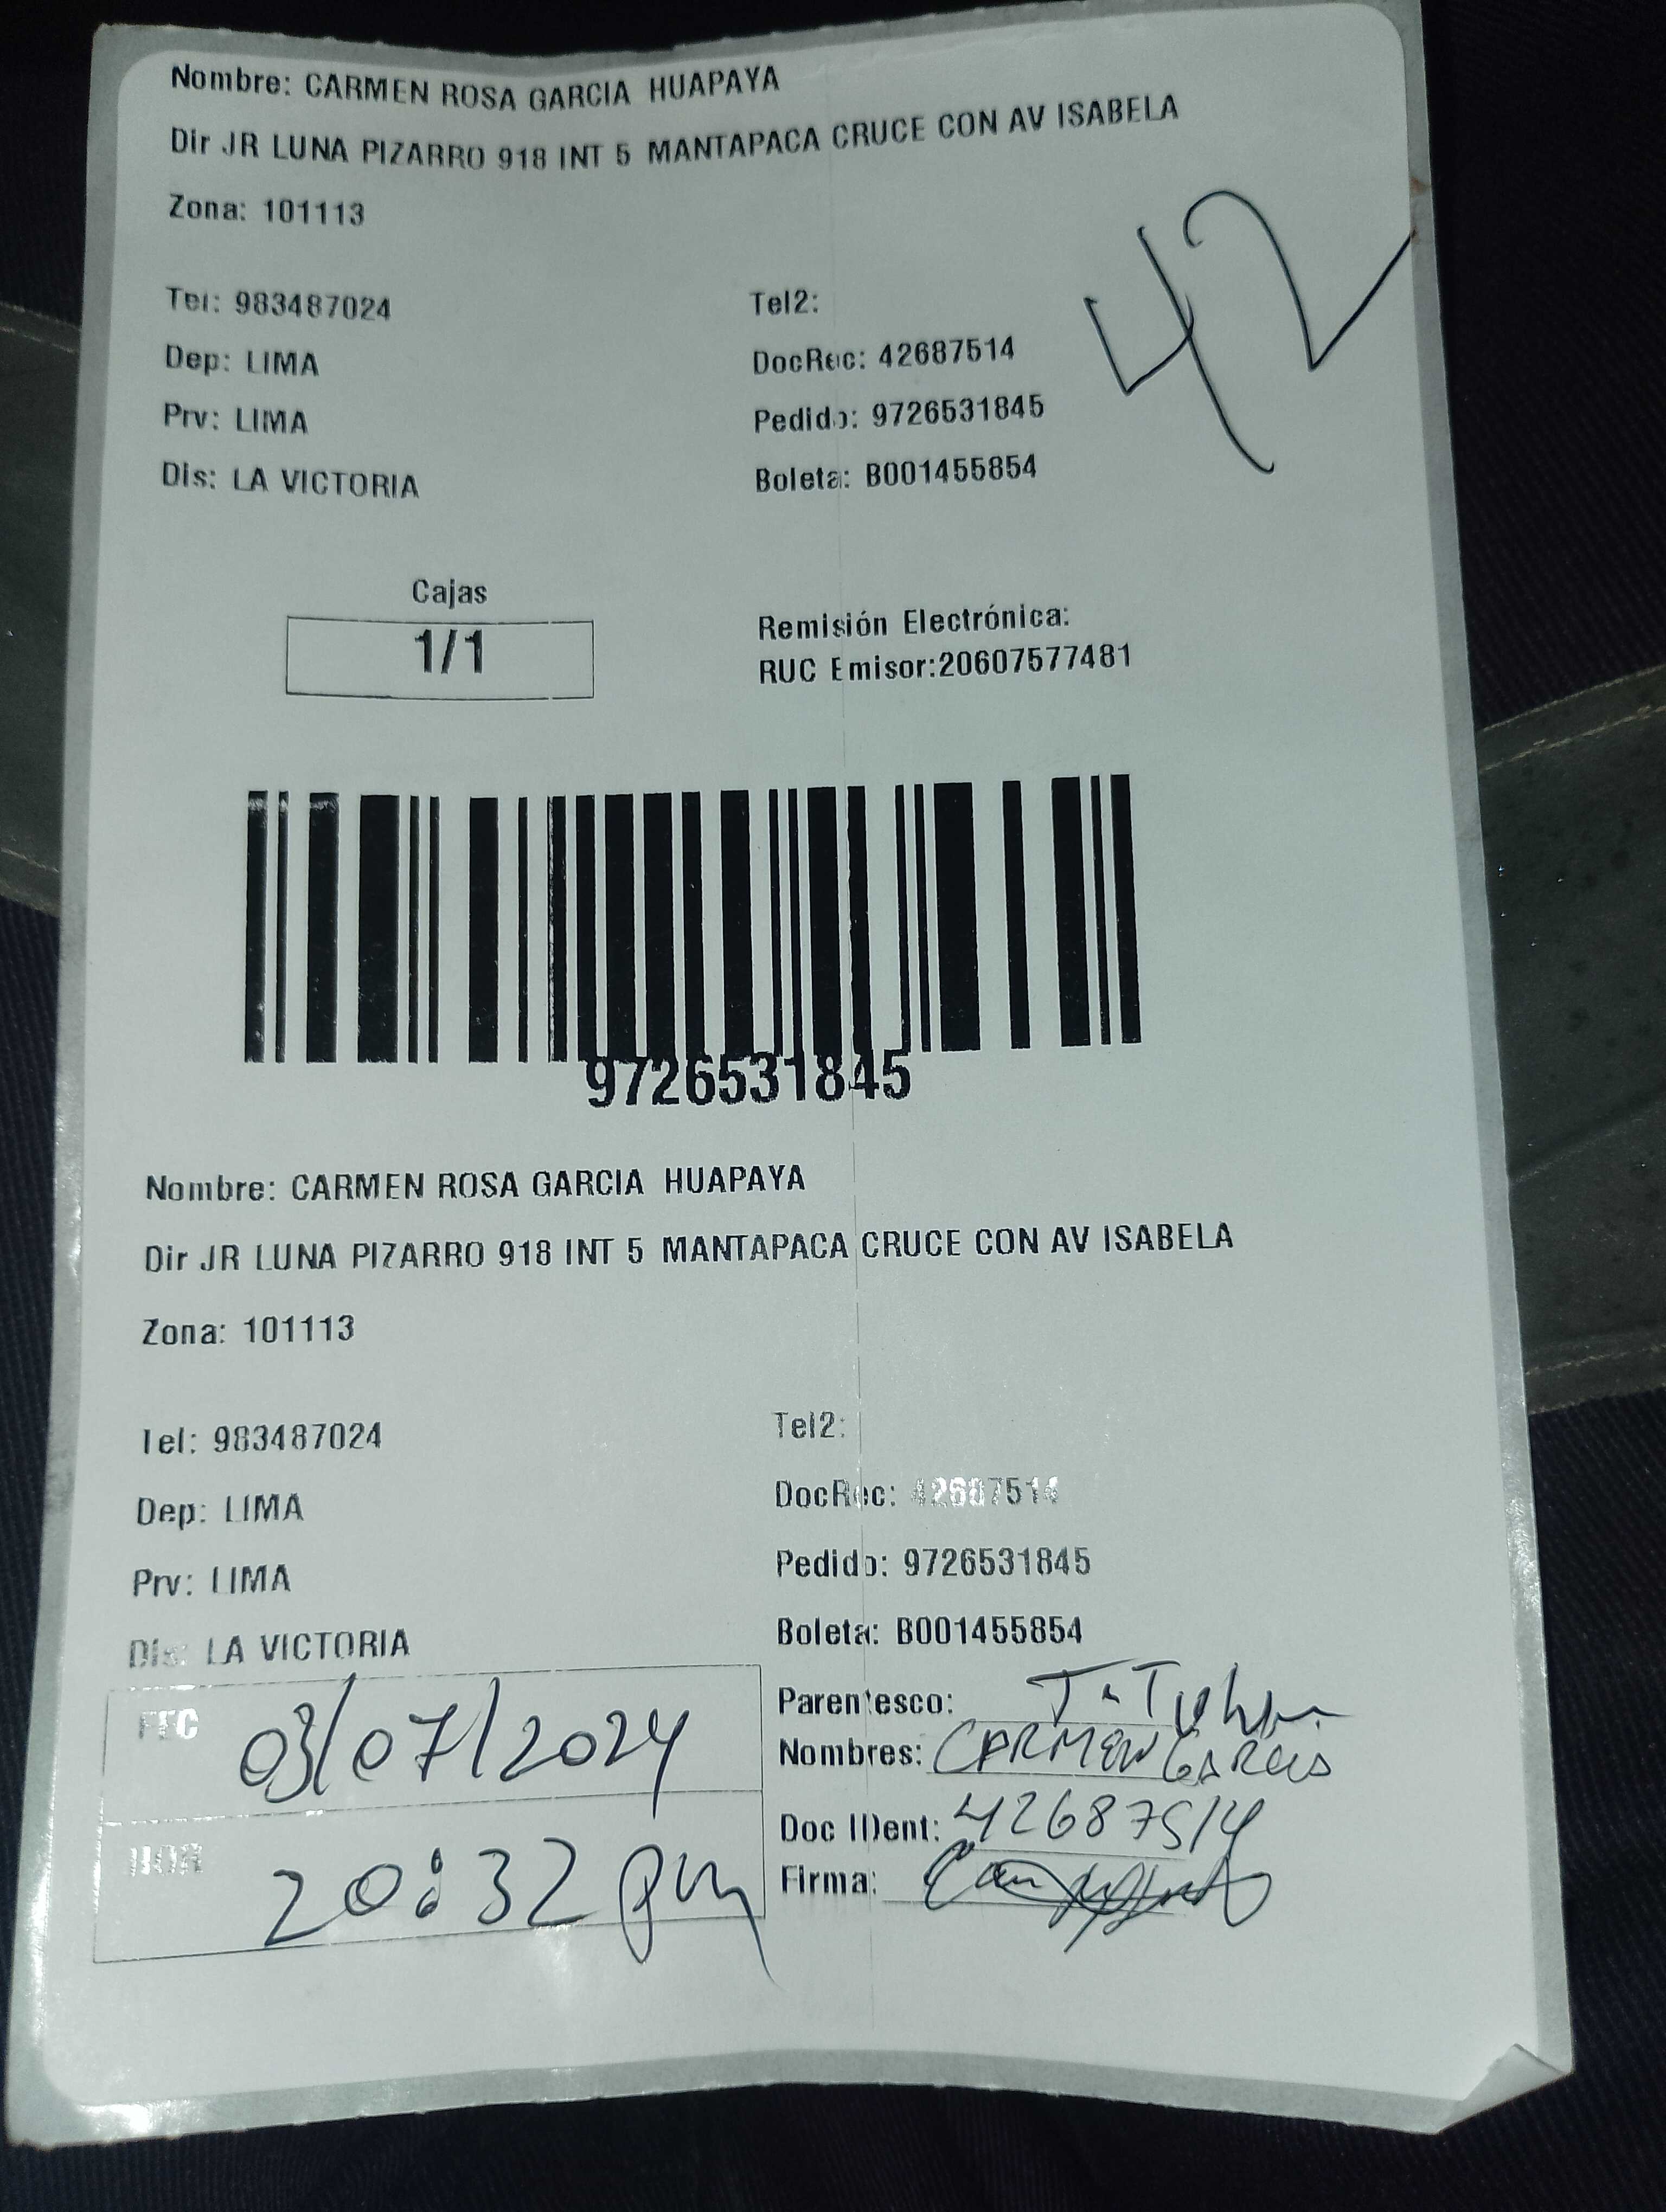 Nombre: CARMEN ROSA GARCIA HUAPAYA
Dir JR LUNA PIZARRO 918 INT 5 MANTAPACA CRUCE CON AV ISABELA
Zona: 101113
42
Tel: 983487024
Tel2:
Dep: LIMA
DocRec: 42687514
Prv: LIMA
Pedido: 9726531845
Dis: LA VICTORIA
Boleta: B001455854
Cajas
1/1
Remisión Electrónica:
RUC Emisor:20607577481
9726531845
Nombre: CARMEN ROSA GARCIA HUAPAYA
Dir JR LUNA PIZARRO 918 INT 5 MANTAPACA CRUCE CON AV ISABELA
Zona: 101113
Tel: 983487024
Tel2:
Dep: LIMA
DocRec: 42687514
Prv: LIMA
Pedido: 9726531845
Dis: LA VICTORIA
Boleta: B001455854
FEC 03/07/2024
HOR 20:32 pm
Parentesco:
Nombres: CARMEN GARCIA
Doc IDent: 42687514
Firma: